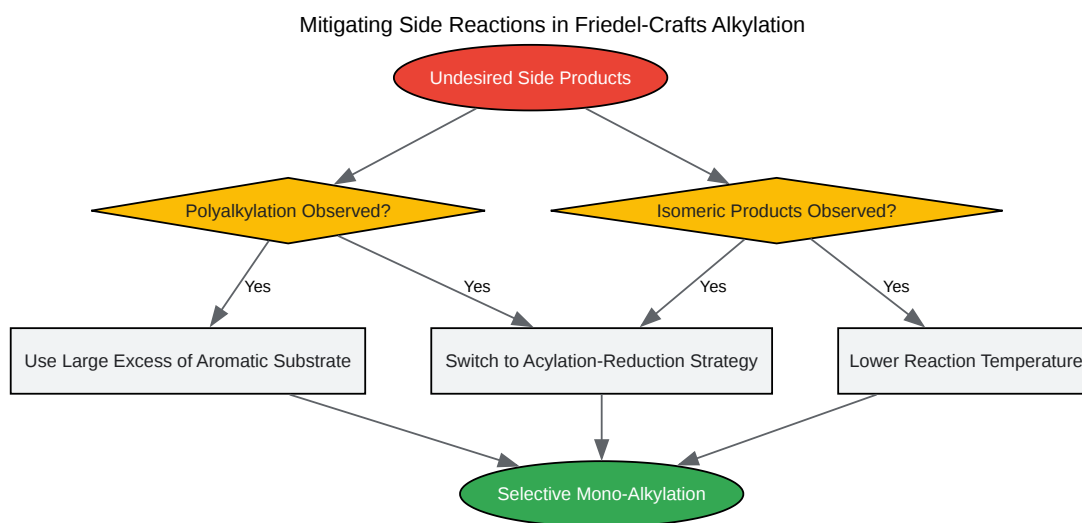 Mitigating Side Reactions in Friedel-Crafts Alkylation
Undesired Side Products
Polyalkylation Observed?
Isomeric Products Observed?
Yes
Yes
Yes
Yes
Use Large Excess of Aromatic Substrate
Switch to Acylation-Reduction Strategy
Lower Reaction Temperature
Selective Mono-Alkylation